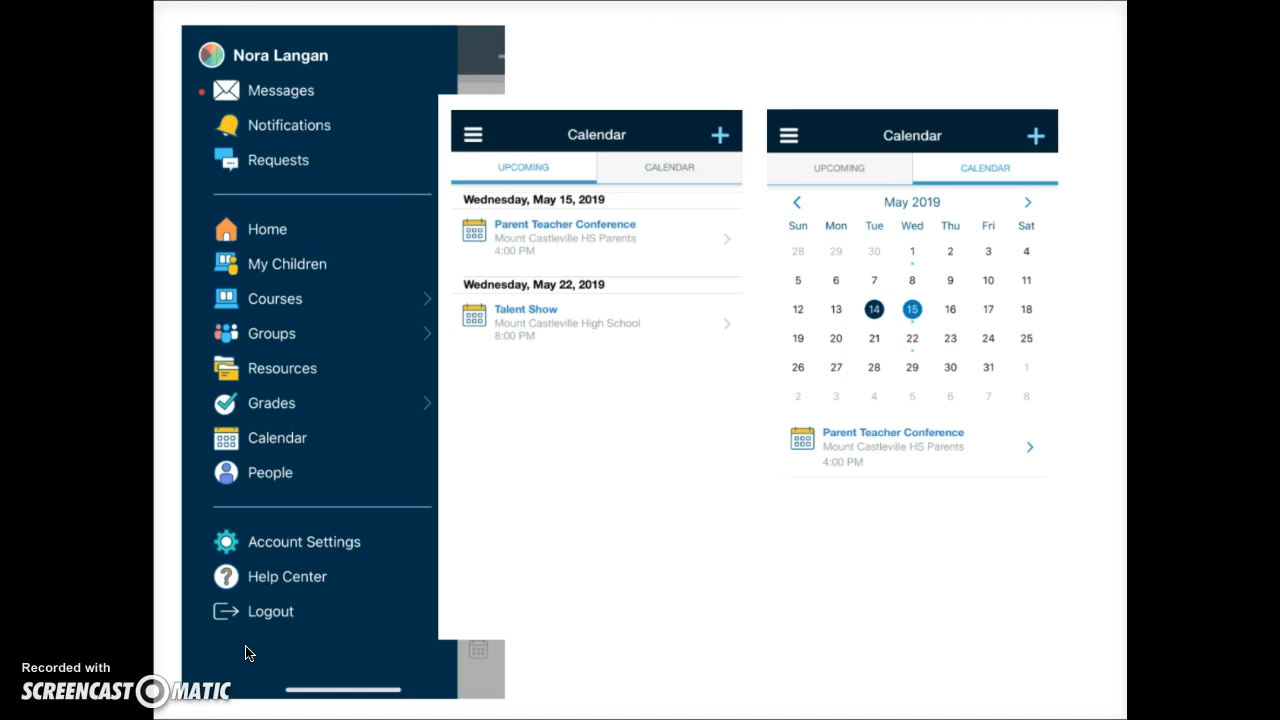 Nora Langan
Messages
Notifications
Requests
Home
My Children
Courses
Groups
Resources
Grades
Calendar
People
Account Settings
Help Center
Logout
Calendar
UPCOMING CALENDAR
Wednesday, May 15, 2019
Parent Teacher Conference
Mount Castleville HS Parents
4:00 PM
Wednesday, May 22, 2019
Talent Show
Mount Castleville High School
8:00 PM
Calendar
UPCOMING CALENDAR
May 2019
Sun Mon Tue Wed Thu Fri Sat
28 29 30 1 2 3 4
5 6 7 8 9 10 11
12 13 14 15 16 17 18
19 20 21 22 23 24 25
26 27 28 29 30 31 1
2 3 4 5 6 7 8
Parent Teacher Conference
Mount Castleville HS Parents
4:00 PM
Recorded with
SCREENCAST MATIC